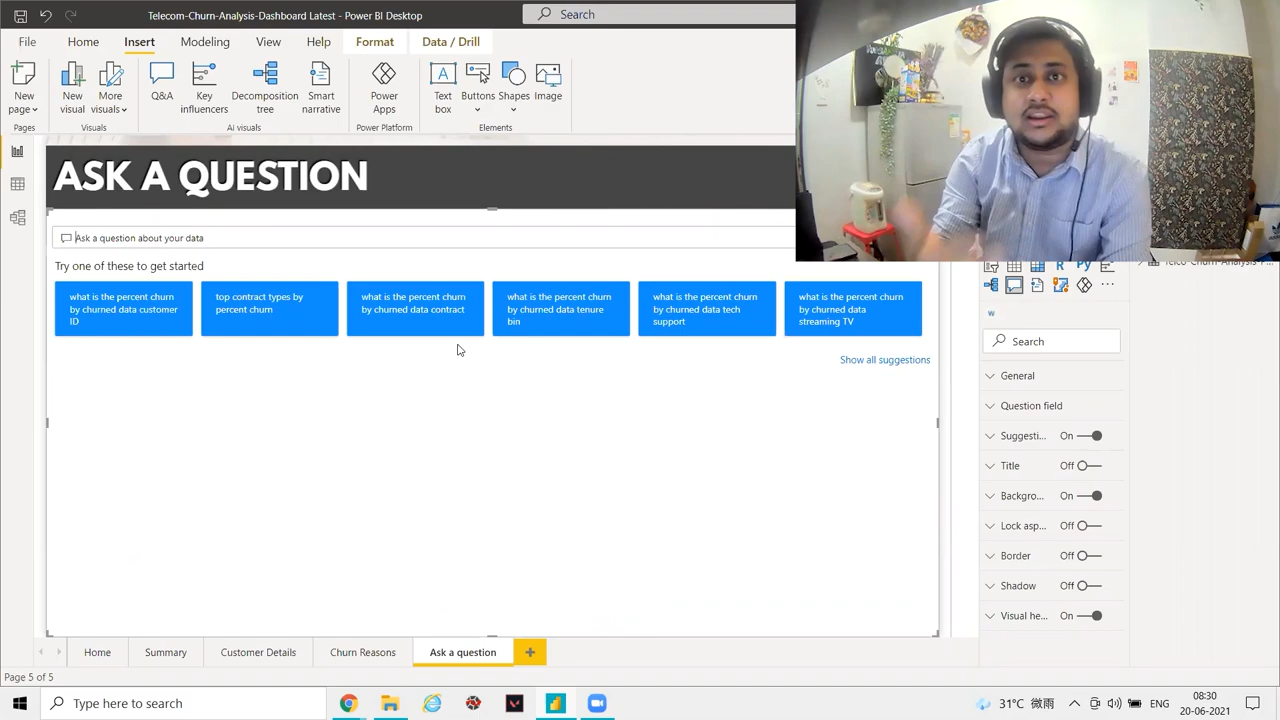 Telecom-Churn-Analysis-Dashboard Latest - Power BI Desktop
Search
File
Home
Insert
Modeling
View
Help
Format
Data / Drill
New page
New visual
More visuals
Q&A
Key influencers
Decomposition tree
Smart narrative
Power Apps
Text box
Buttons
Shapes
Image
Pages
Visuals
AI visuals
Power Platform
Elements
ASK A QUESTION
Ask a question about your data
Try one of these to get started
what is the percent churn
by churned data customer
ID
top contract types by
percent churn
what is the percent churn
by churned data contract
what is the percent churn
by churned data tenure
bin
what is the percent churn
by churned data tech
support
what is the percent churn
by churned data
streaming TV
Show all suggestions
R
Py
W
Search
General
Question field
Suggesti...
On
Title
Off
Backgro...
On
Lock asp...
Off
Border
Off
Shadow
Off
Visual he...
On
Home
Summary
Customer Details
Churn Reasons
Ask a question
Page 5 of 5
Type here to search
31°C 微雨
ENG
08:30
20-06-2021